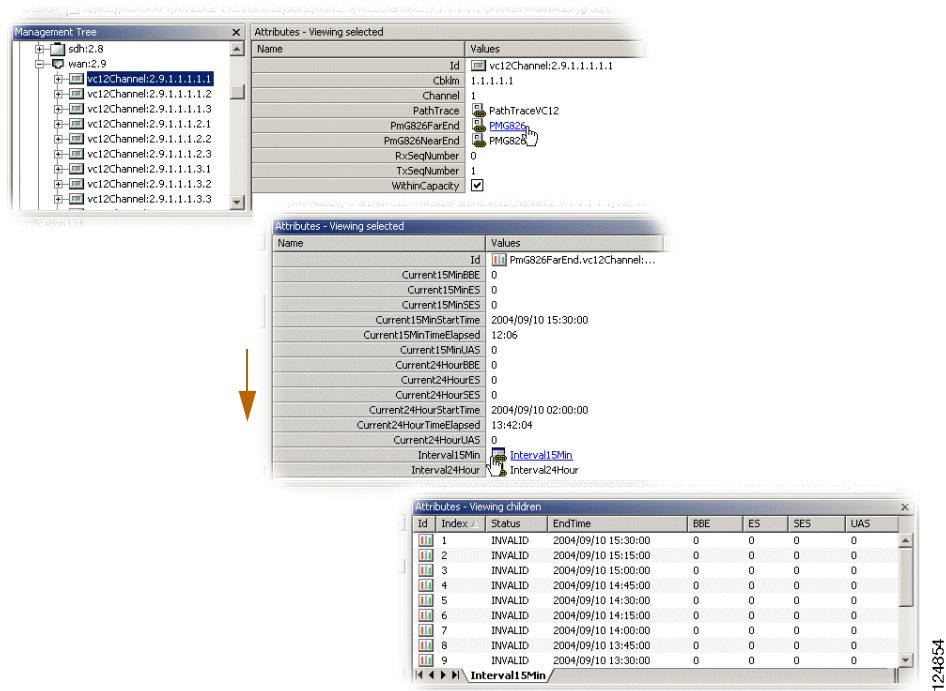 Management Tree
sdh:2.8
wan:2.9
vc12Channel:2.9.1.1.1.1.1
vc12Channel:2.9.1.1.1.1.2
vc12Channel:2.9.1.1.1.1.3
vc12Channel:2.9.1.1.1.2.1
vc12Channel:2.9.1.1.1.2.2
vc12Channel:2.9.1.1.1.2.3
vc12Channel:2.9.1.1.1.3.1
vc12Channel:2.9.1.1.1.3.2
vc12Channel:2.9.1.1.1.3.3
Attributes - Viewing selected
Name Values
Id vc12Channel:2.9.1.1.1.1.1
Cbklm 1.1.1.1.1
Channel 1
PathTrace PathTraceVC12
PmG826FarEnd PMG826
PmG826NearEnd PMG826
RxSeqNumber 0
TxSeqNumber 1
WithinCapacity
Attributes - Viewing selected
Name Values
Id PmG826FarEnd.vc12Channel:...
Current15MinBBE 0
Current15MinES 0
Current15MinSES 0
Current15MinStartTime 2004/09/10 15:30:00
Current15MinTimeElapsed 12:06
Current15MinUAS 0
Current24HourBBE 0
Current24HourES 0
Current24HourSES 0
Current24HourStartTime 2004/09/10 02:00:00
Current24HourTimeElapsed 13:42:04
Current24HourUAS 0
Interval15Min Interval15Min
Interval24Hour Interval24Hour
Attributes - Viewing children
Id Index Status EndTime BBE ES SES UAS
1 INVALID 2004/09/10 15:30:00 0 0 0 0
2 INVALID 2004/09/10 15:15:00 0 0 0 0
3 INVALID 2004/09/10 15:00:00 0 0 0 0
4 INVALID 2004/09/10 14:45:00 0 0 0 0
5 INVALID 2004/09/10 14:30:00 0 0 0 0
6 INVALID 2004/09/10 14:15:00 0 0 0 0
7 INVALID 2004/09/10 14:00:00 0 0 0 0
8 INVALID 2004/09/10 13:45:00 0 0 0 0
9 INVALID 2004/09/10 13:30:00 0 0 0 0
Interval15Min
124854